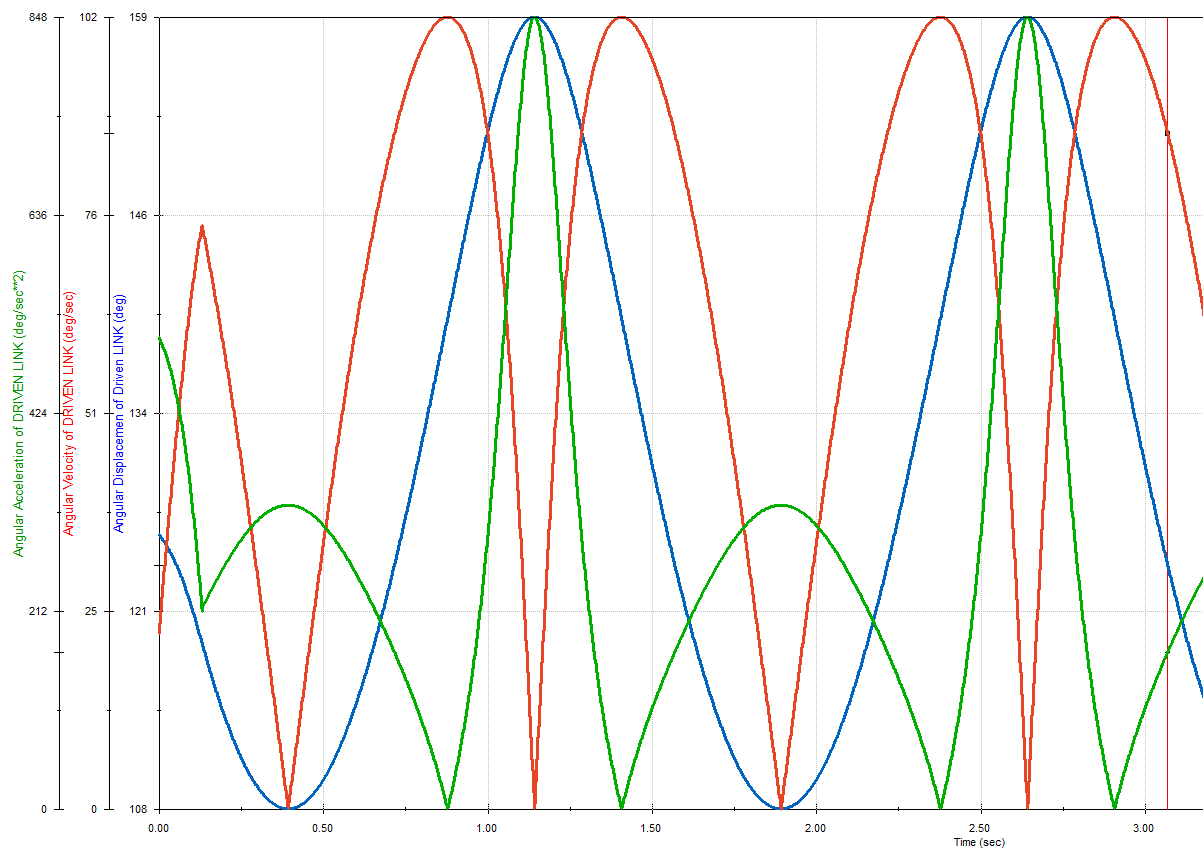 848 102 159
636 76 146
424 51 134
212 25 121
0 0 108
Angular Acceleration of DRIVEN LINK (deg/sec**2)
Angular Velocity of DRIVEN LINK (deg/sec)
Angular Displacement of Driven LINK (deg)
0.00 0.50 1.00 1.50 2.00 2.50 3.00
Time (sec)